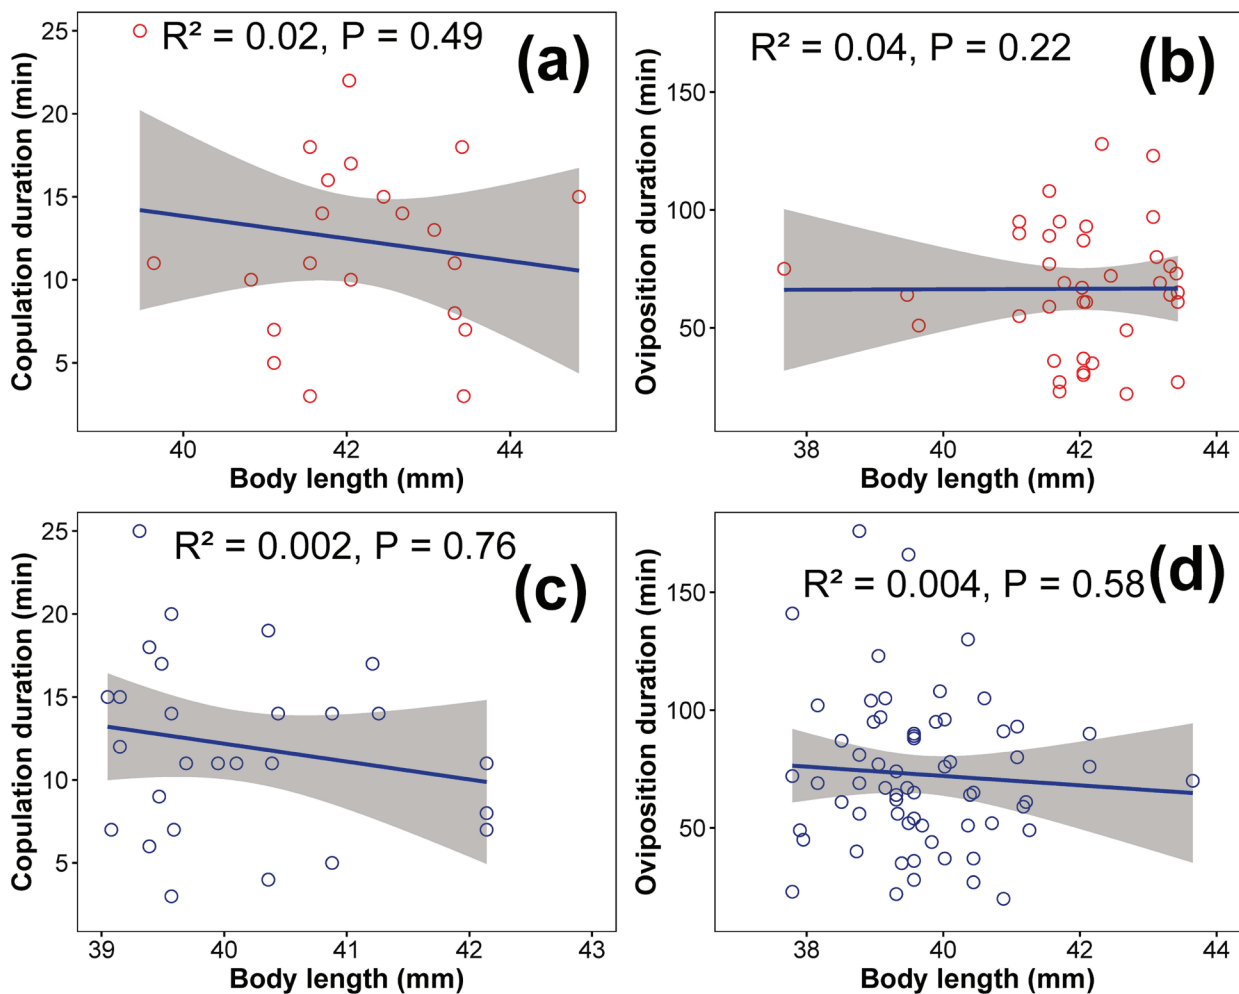 R² = 0.02, P = 0.49
(a)
Copulation duration (min)
25
20
15
10
5
40
42
44
Body length (mm)
R² = 0.04, P = 0.22
(b)
Oviposition duration (min)
150
100
50
38
40
42
44
Body length (mm)
R² = 0.002, P = 0.76
(c)
Copulation duration (min)
25
20
15
10
5
39
40
41
42
43
Body length (mm)
R² = 0.004, P = 0.58
(d)
Oviposition duration (min)
150
100
50
38
40
42
44
Body length (mm)